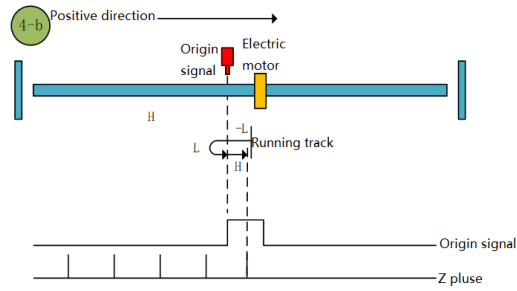 4-b
Positive direction
Origin
signal
Electric
motor
H
-L
L
Running track
H
Origin signal
Z pluse